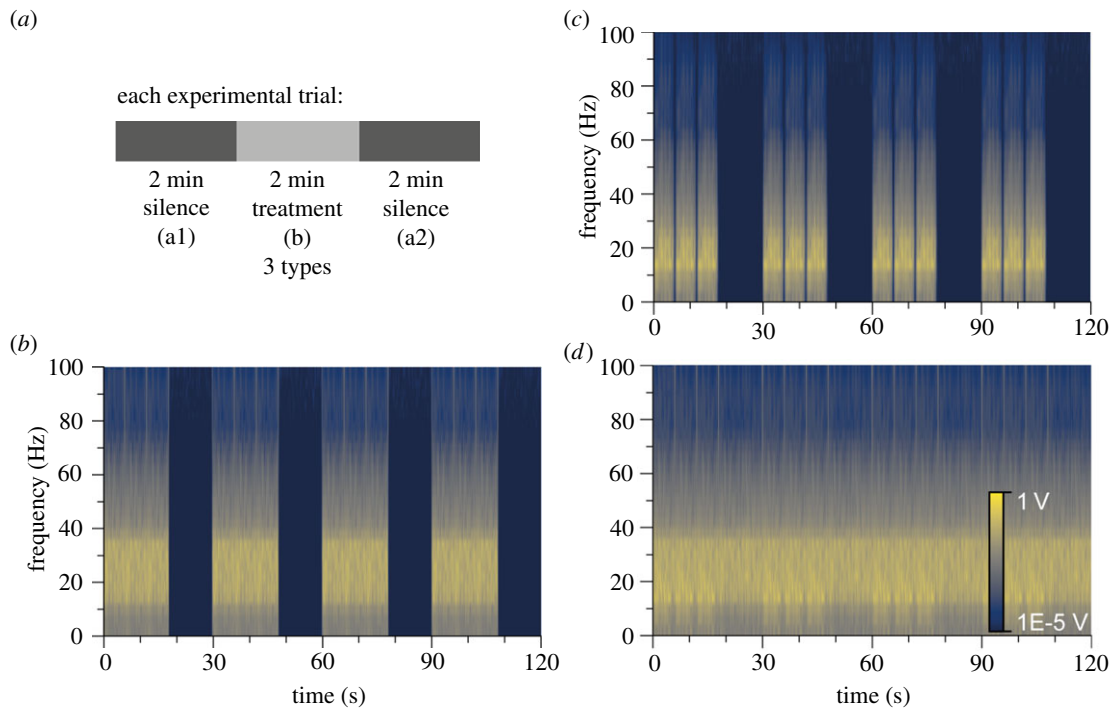 (a)
each experimental trial:
2 min 2 min 2 min
silence treatment silence
(a1) (b) (a2)
3 types
(b)
100
80
60
40
20
0
frequency (Hz)
0 30 60 90 120
time (s)
(c)
100
80
60
40
20
0
frequency (Hz)
0 30 60 90 120
(d)
100
80
60
40
20
0
1 V
1E-5 V
0 30 60 90 120
time (s)